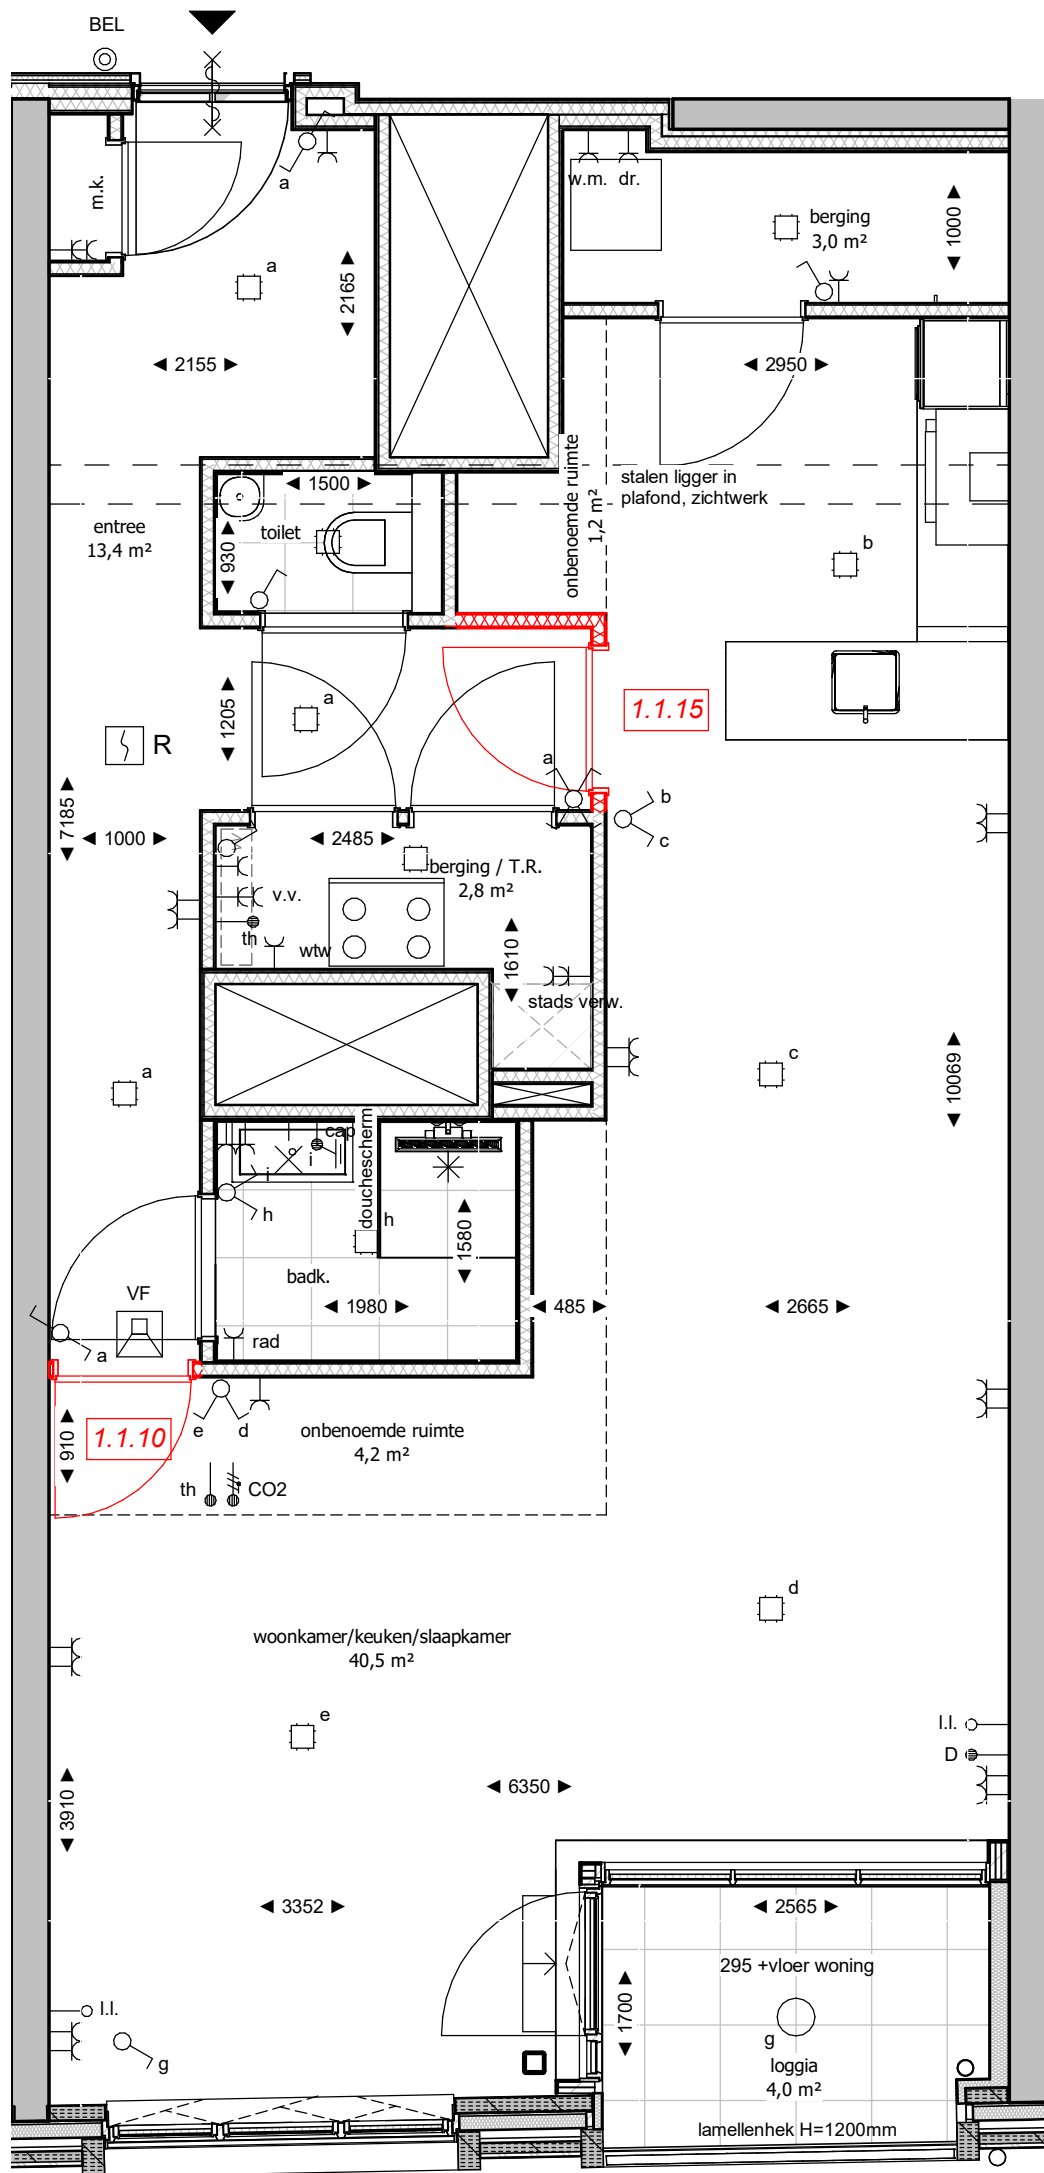 BEL
m.k.
a
w.m. dr.
berging
3,0 m²
1000
a
2165
2155
2950
onbenoemde ruimte
1,2 m²
stalen ligger in
plafond, zichtwerk
1500
toilet
930
entree
13,4 m²
b
1.1.15
a
1205
R
a
b
c
7185
1000
2485
berging / T.R.
2,8 m²
v.v.
th
wtw
1610
stads verw.
a
c
10069
cap
i
i
douchescherm
h
h
1580
badk.
VF
1980
485
2665
a
rad
1.1.10
910
e
d
onbenoemde ruimte
4,2 m²
th
CO2
d
woonkamer/keuken/slaapkamer
40,5 m²
e
l.l.
D
6350
3910
3352
2565
295 +vloer woning
1700
l.l.
g
g
loggia
4,0 m²
lamellenhek H=1200mm